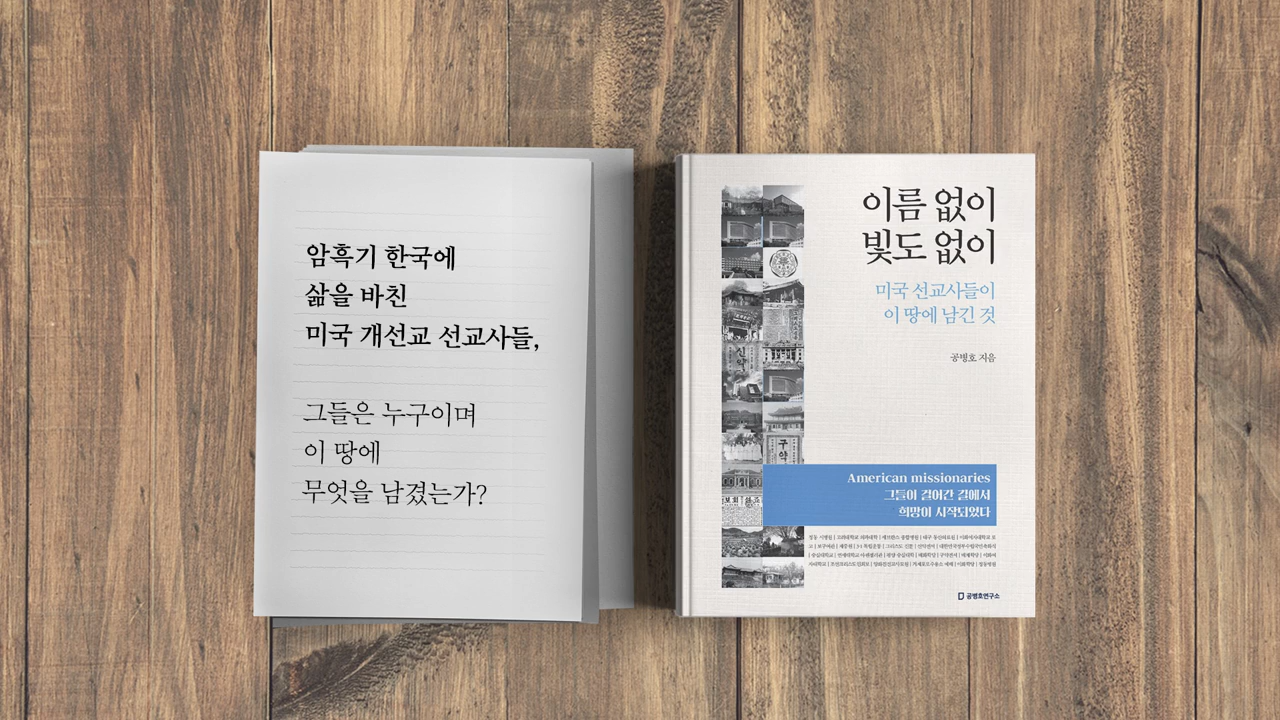 암흑기 한국에
삶을 바친
미국 개선교 선교사들,
그들은 누구이며
이 땅에
무엇을 남겼는가?
이름 없이
빛도 없이
미국 선교사들이
이 땅에 남긴 것
공병호 지음
신약
구약
American missionaries
그들이 걸어간 길에서
희망이 시작되었다
공병호연구소